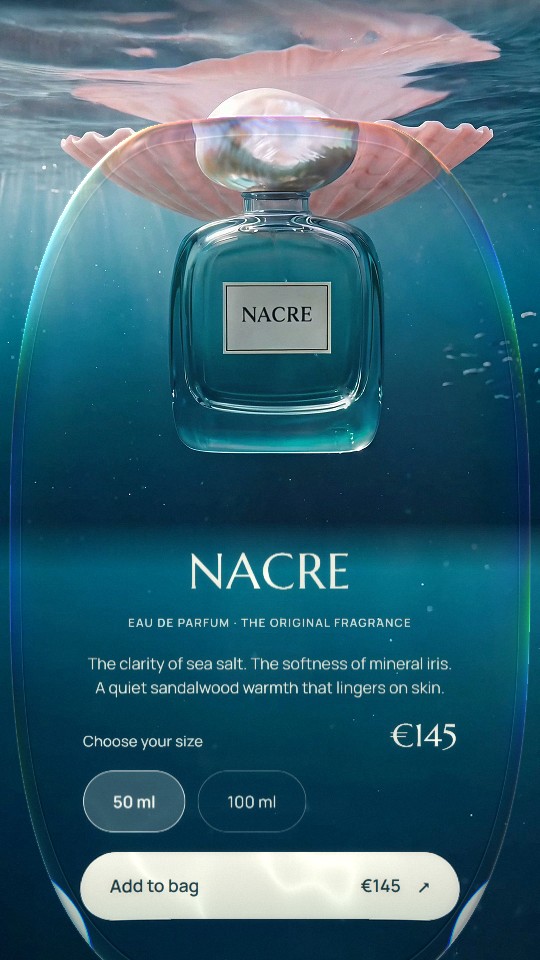 NACRE
NACRE
EAU DE PARFUM · THE ORIGINAL FRAGRANCE
The clarity of sea salt. The softness of mineral iris.
A quiet sandalwood warmth that lingers on skin.
Choose your size
€145
50 ml
100 ml
Add to bag
€145 ↗